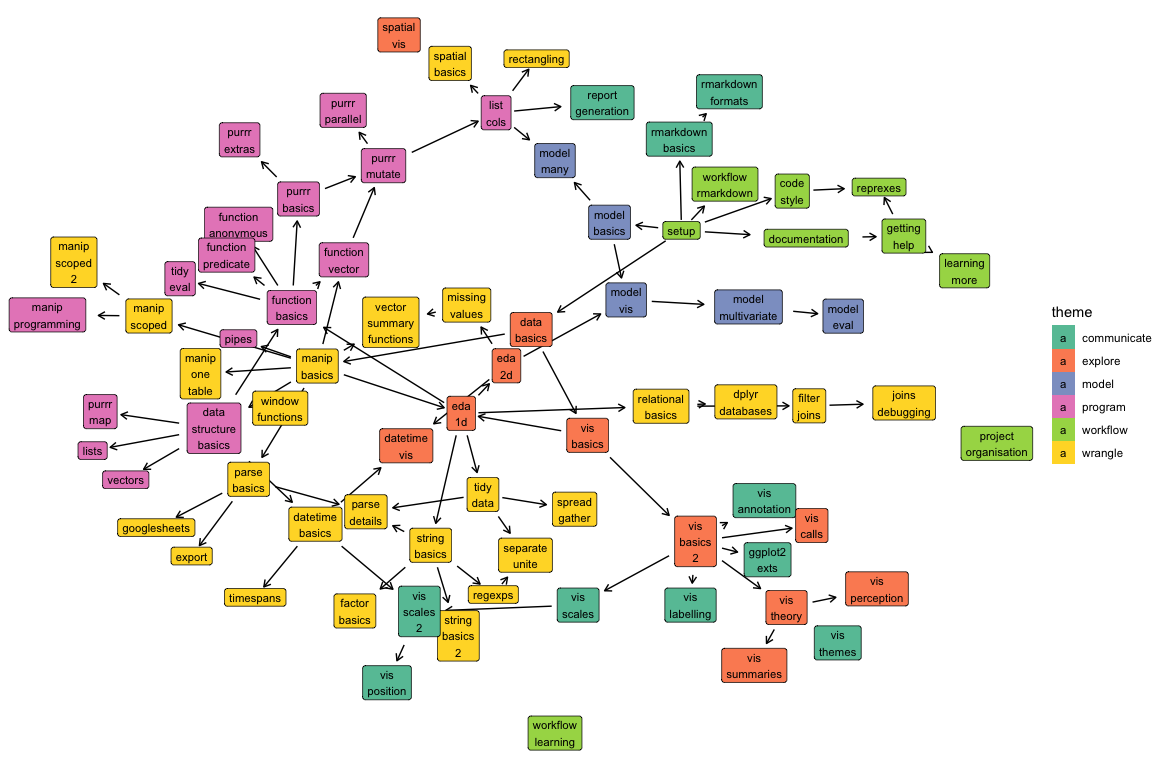 spatial
vis
spatial
basics
rectangling
list
cols
report
generation
rmarkdown
formats
purrr
parallel
purrr
extras
purrr
mutate
model
many
rmarkdown
basics
workflow
rmarkdown
code
style
reprexes
purrr
basics
function
anonymous
function
predicate
function
vector
model
basics
setup
documentation
getting
help
learning
more
manip
scoped
2
tidy
eval
manip
programming
manip
scoped
function
basics
vector
summary
functions
missing
values
data
basics
model
vis
model
multivariate
model
eval
theme
a communicate
a explore
a model
a program
a workflow
a wrangle
pipes
manip
one
table
manip
basics
eda
2d
window
functions
purrr
map
data
structure
basics
lists
vectors
eda
1d
datetime
vis
vis
basics
relational
basics
dplyr
databases
filter
joins
joins
debugging
project
organisation
parse
basics
googlesheets
export
datetime
basics
parse
details
tidy
data
spread
gather
string
basics
separate
unite
vis
basics
2
vis
annotation
vis
calls
ggplot2
exts
timespans
factor
basics
vis
scales
2
string
basics
2
regexps
vis
scales
vis
labelling
vis
theory
vis
perception
vis
themes
vis
summaries
vis
position
workflow
learning